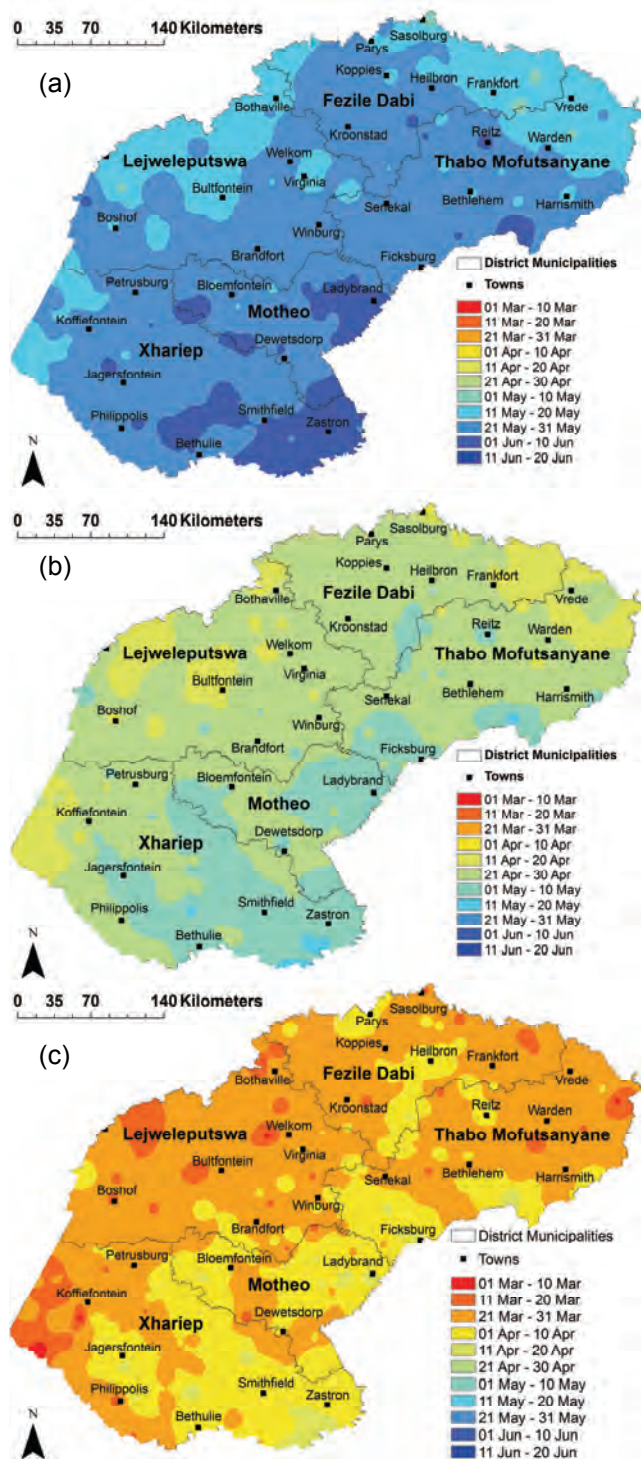 0 35 70 140 Kilometers
(a)
Sasolburg
Parys
Koppies
Heilbron
Frankfort
Bothaville
Fezile Dabi
Vrede
Kroonstad
Reitz
Warden
Lejweleputswa
Welkom
Thabo Mofutsanyane
Virginia
Bultfontein
Bethlehem
Harrismith
Senekal
Boshof
Winburg
Brandfort
Ficksburg
Petrusburg
Bloemfontein
Ladybrand
Motheo
Koffiefontein
Xhariep
Dewetsdorp
Jagersfontein
Philippolis
Smithfield
Zastron
Bethulie
N
District Municipalities
Towns
01 Mar - 10 Mar
11 Mar - 20 Mar
21 Mar - 31 Mar
01 Apr - 10 Apr
11 Apr - 20 Apr
21 Apr - 30 Apr
01 May - 10 May
11 May - 20 May
21 May - 31 May
01 Jun - 10 Jun
11 Jun - 20 Jun
0 35 70 140 Kilometers
(b)
Sasolburg
Parys
Koppies
Heilbron
Frankfort
Bothaville
Fezile Dabi
Vrede
Kroonstad
Reitz
Warden
Lejweleputswa
Welkom
Thabo Mofutsanyane
Virginia
Bultfontein
Bethlehem
Harrismith
Senekal
Boshof
Winburg
Brandfort
Ficksburg
Petrusburg
Bloemfontein
Ladybrand
Motheo
Koffiefontein
Xhariep
Dewetsdorp
Jagersfontein
Philippolis
Smithfield
Zastron
Bethulie
N
District Municipalities
Towns
01 Mar - 10 Mar
11 Mar - 20 Mar
21 Mar - 31 Mar
01 Apr - 10 Apr
11 Apr - 20 Apr
21 Apr - 30 Apr
01 May - 10 May
11 May - 20 May
21 May - 31 May
01 Jun - 10 Jun
11 Jun - 20 Jun
0 35 70 140 Kilometers
(c)
Sasolburg
Parys
Koppies
Heilbron
Frankfort
Bothaville
Fezile Dabi
Vrede
Kroonstad
Reitz
Warden
Lejweleputswa
Welkom
Thabo Mofutsanyane
Virginia
Bultfontein
Bethlehem
Harrismith
Senekal
Boshof
Winburg
Brandfort
Ficksburg
Petrusburg
Bloemfontein
Ladybrand
Motheo
Koffiefontein
Xhariep
Dewetsdorp
Jagersfontein
Philippolis
Smithfield
Zastron
Bethulie
N
District Municipalities
Towns
01 Mar - 10 Mar
11 Mar - 20 Mar
21 Mar - 31 Mar
01 Apr - 10 Apr
11 Apr - 20 Apr
21 Apr - 30 Apr
01 May - 10 May
11 May - 20 May
21 May - 31 May
01 Jun - 10 Jun
11 Jun - 20 Jun